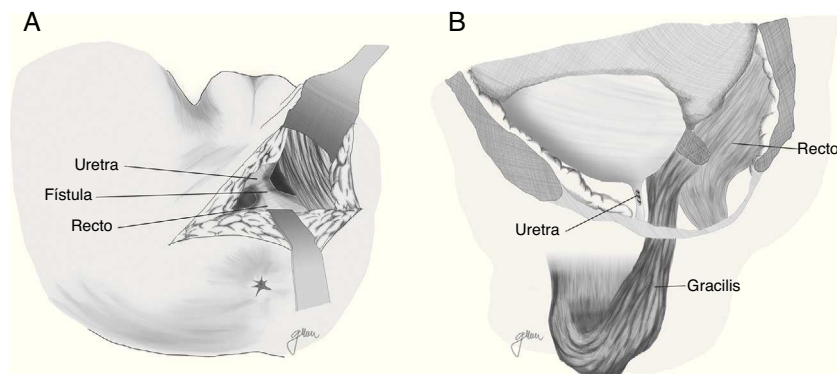 A
Uretra
Fístula
Recto
B
Recto
Uretra
Gracilis